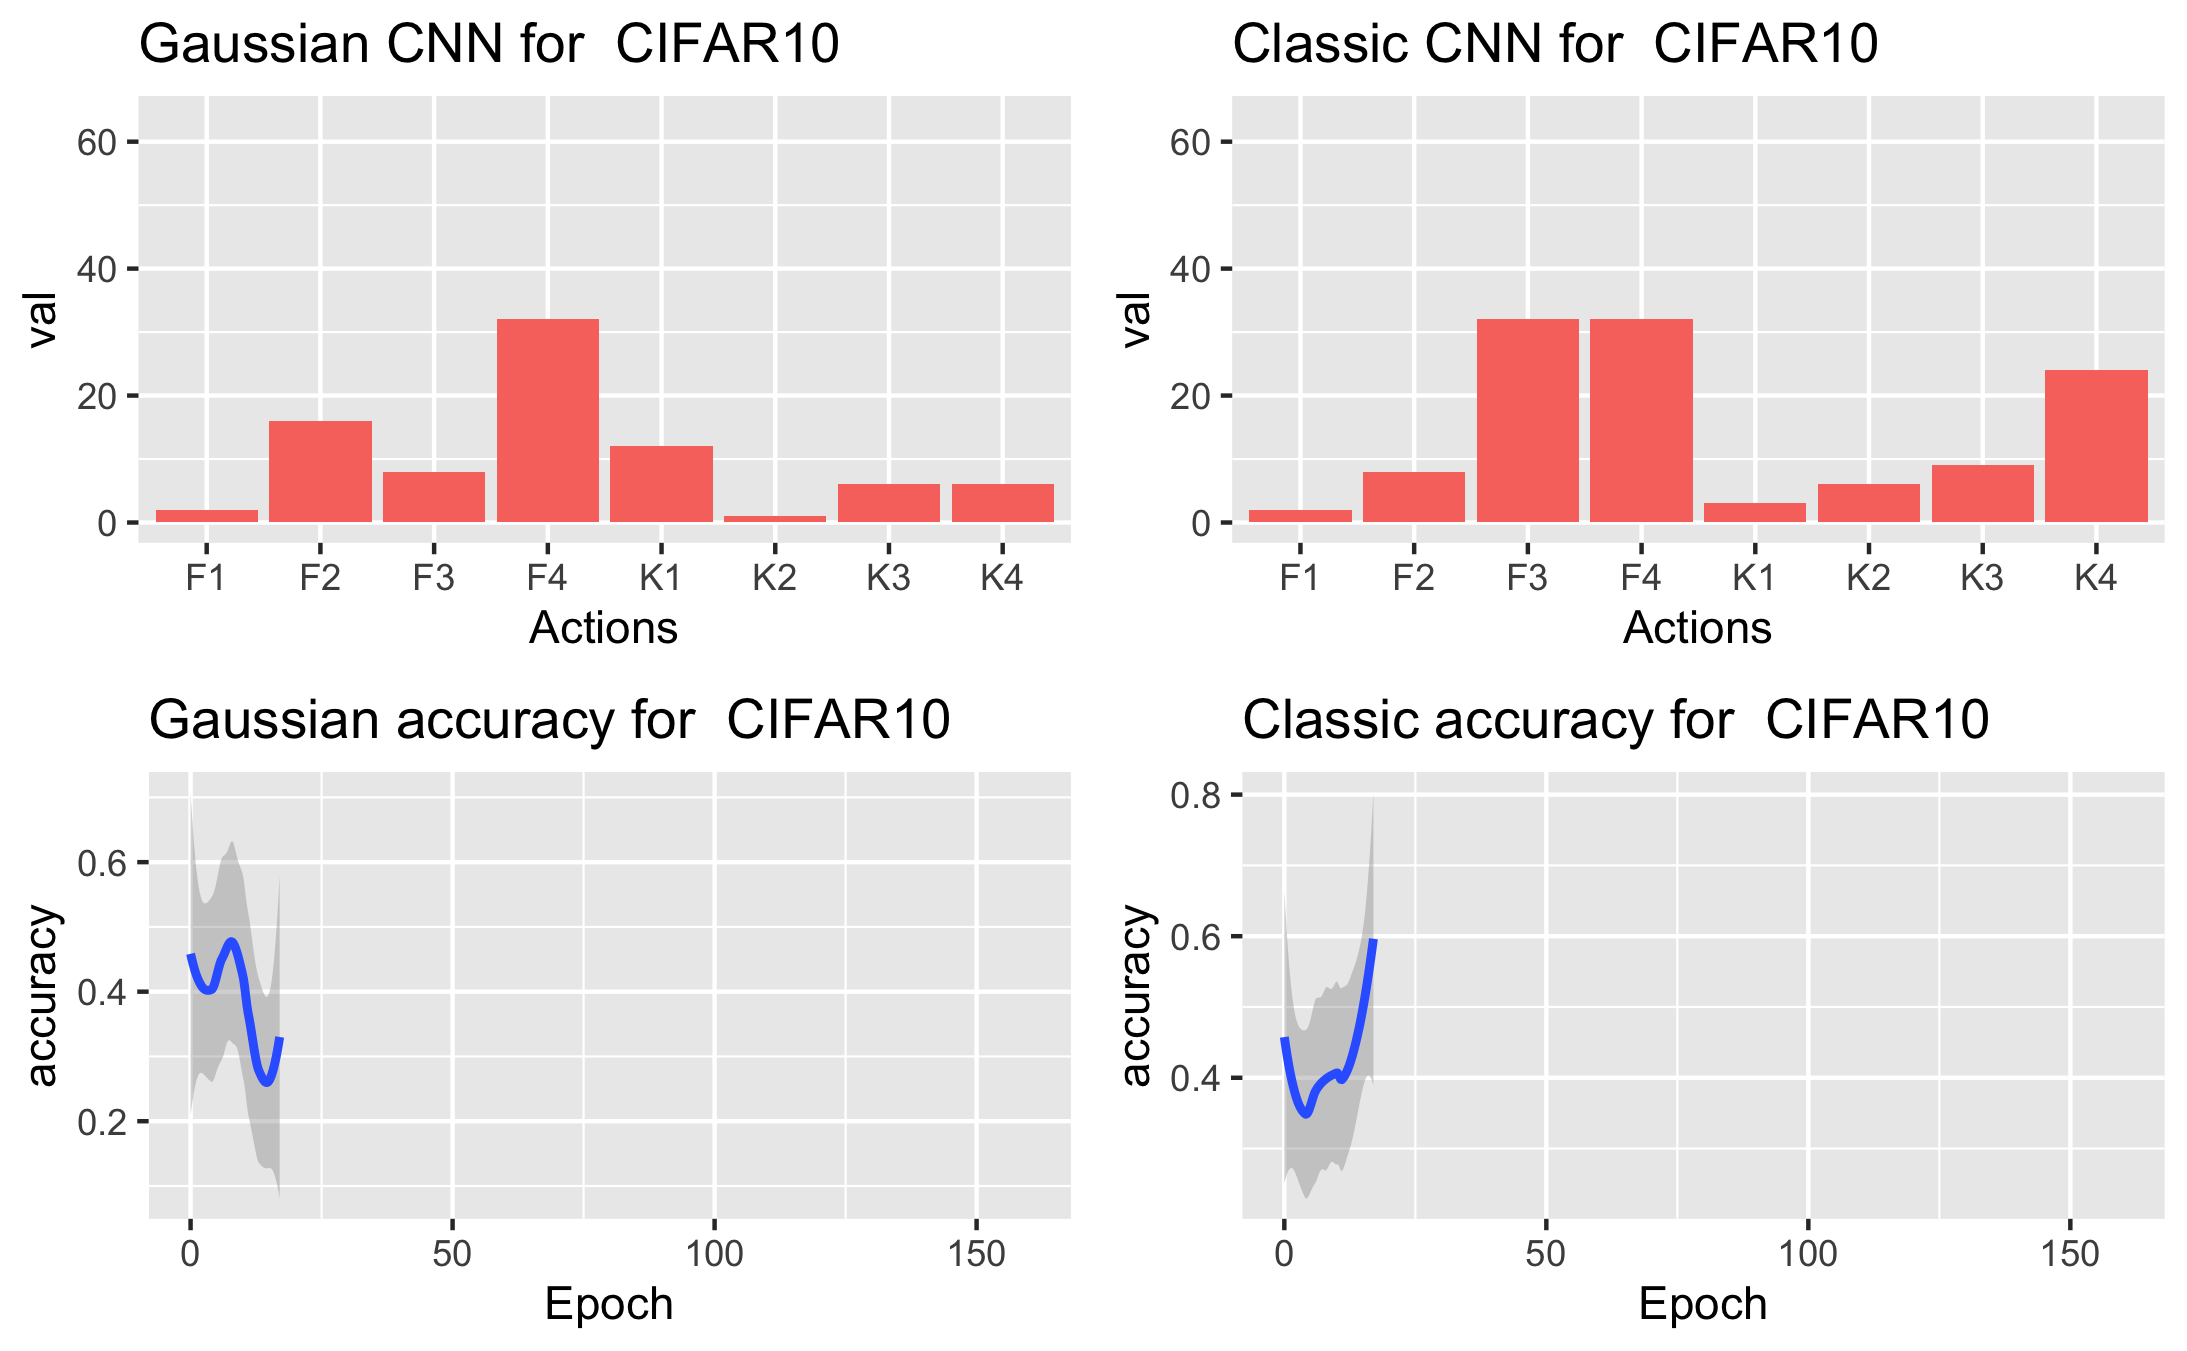 Gaussian CNN for  CIFAR10
60
40
20
0
val
F1 F2 F3 F4 K1 K2 K3 K4
Actions
Classic CNN for  CIFAR10
60
40
20
0
val
F1 F2 F3 F4 K1 K2 K3 K4
Actions
Gaussian accuracy for  CIFAR10
0.6
0.4
0.2
accuracy
0 50 100 150
Epoch
Classic accuracy for  CIFAR10
0.8
0.6
0.4
accuracy
0 50 100 150
Epoch